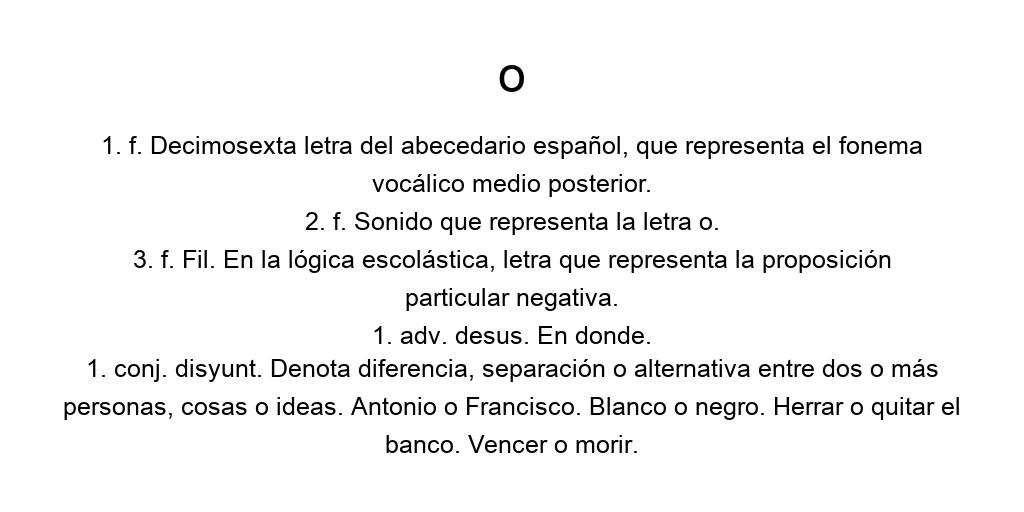 o
1. f. Decimosexta letra del abecedario español, que representa el fonema
vocálico medio posterior.
2. f. Sonido que representa la letra o.
3. f. Fil. En la lógica escolástica, letra que representa la proposición
particular negativa.
1. adv. desus. En donde.
1. conj. disyunt. Denota diferencia, separación o alternativa entre dos o más
personas, cosas o ideas. Antonio o Francisco. Blanco o negro. Herrar o quitar el
banco. Vencer o morir.